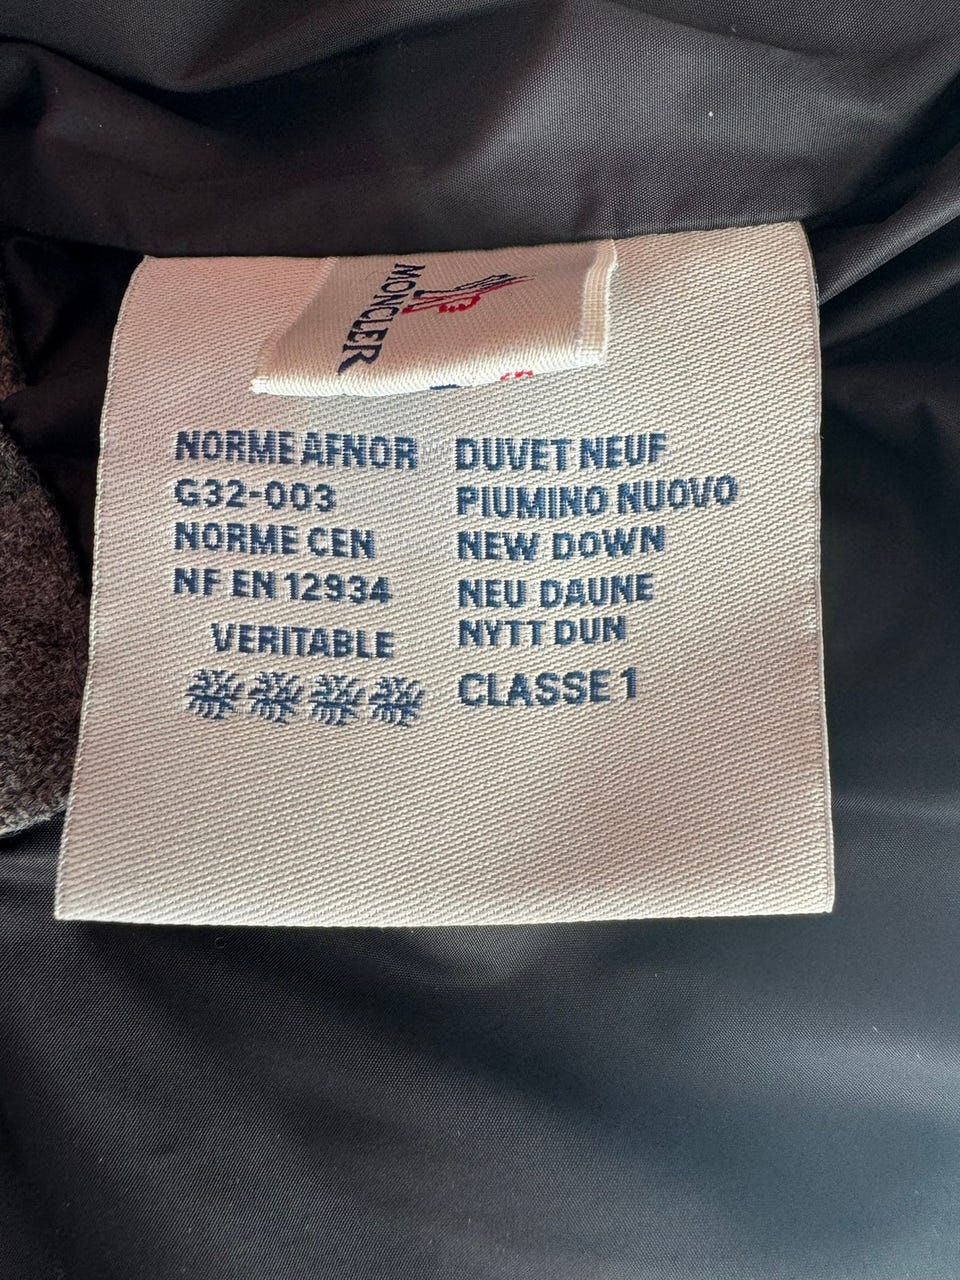 MONCLER
NORME AFNOR
G32-003
NORME CEN
NF EN 12934
VERITABLE
DUVET NEUF
PIUMINO NUOVO
NEW DOWN
NEU DAUNE
NYTT DUN
CLASSE 1